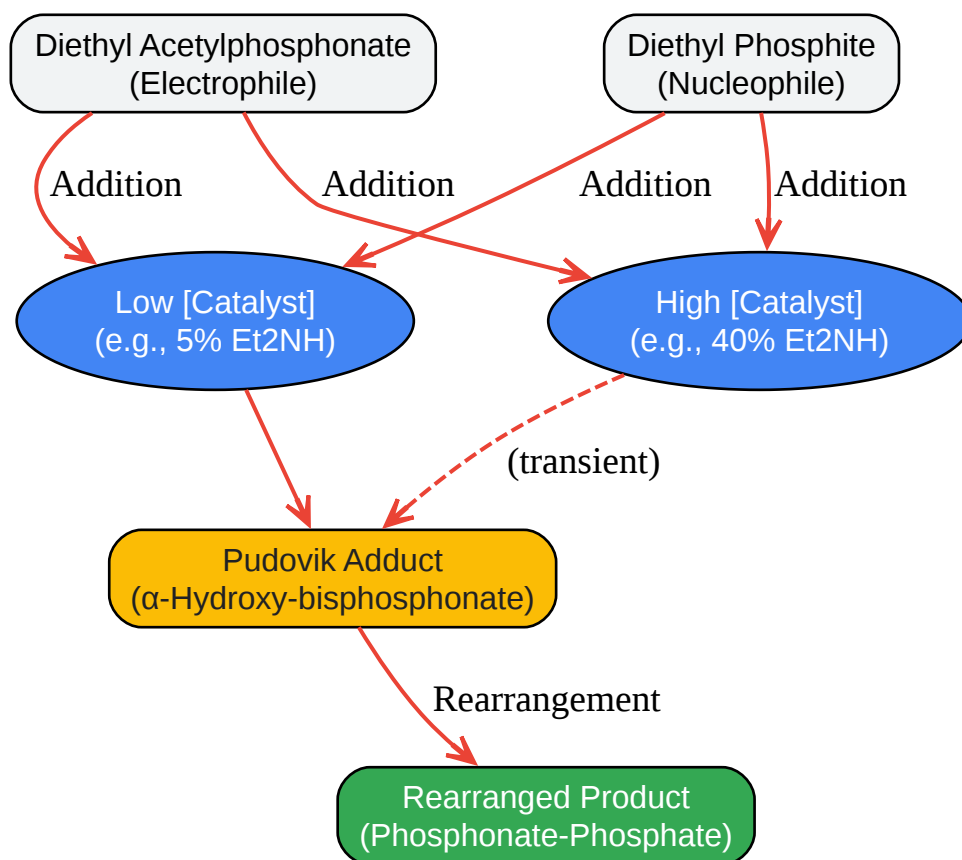 Diethyl Acetylphosphonate
(Electrophile)
Diethyl Phosphite
(Nucleophile)
Addition
Addition
Addition
Addition
Low [Catalyst]
(e.g., 5% Et2NH)
High [Catalyst]
(e.g., 40% Et2NH)
(transient)
Pudovik Adduct
(α-Hydroxy-bisphosphonate)
Rearrangement
Rearranged Product
(Phosphonate-Phosphate)